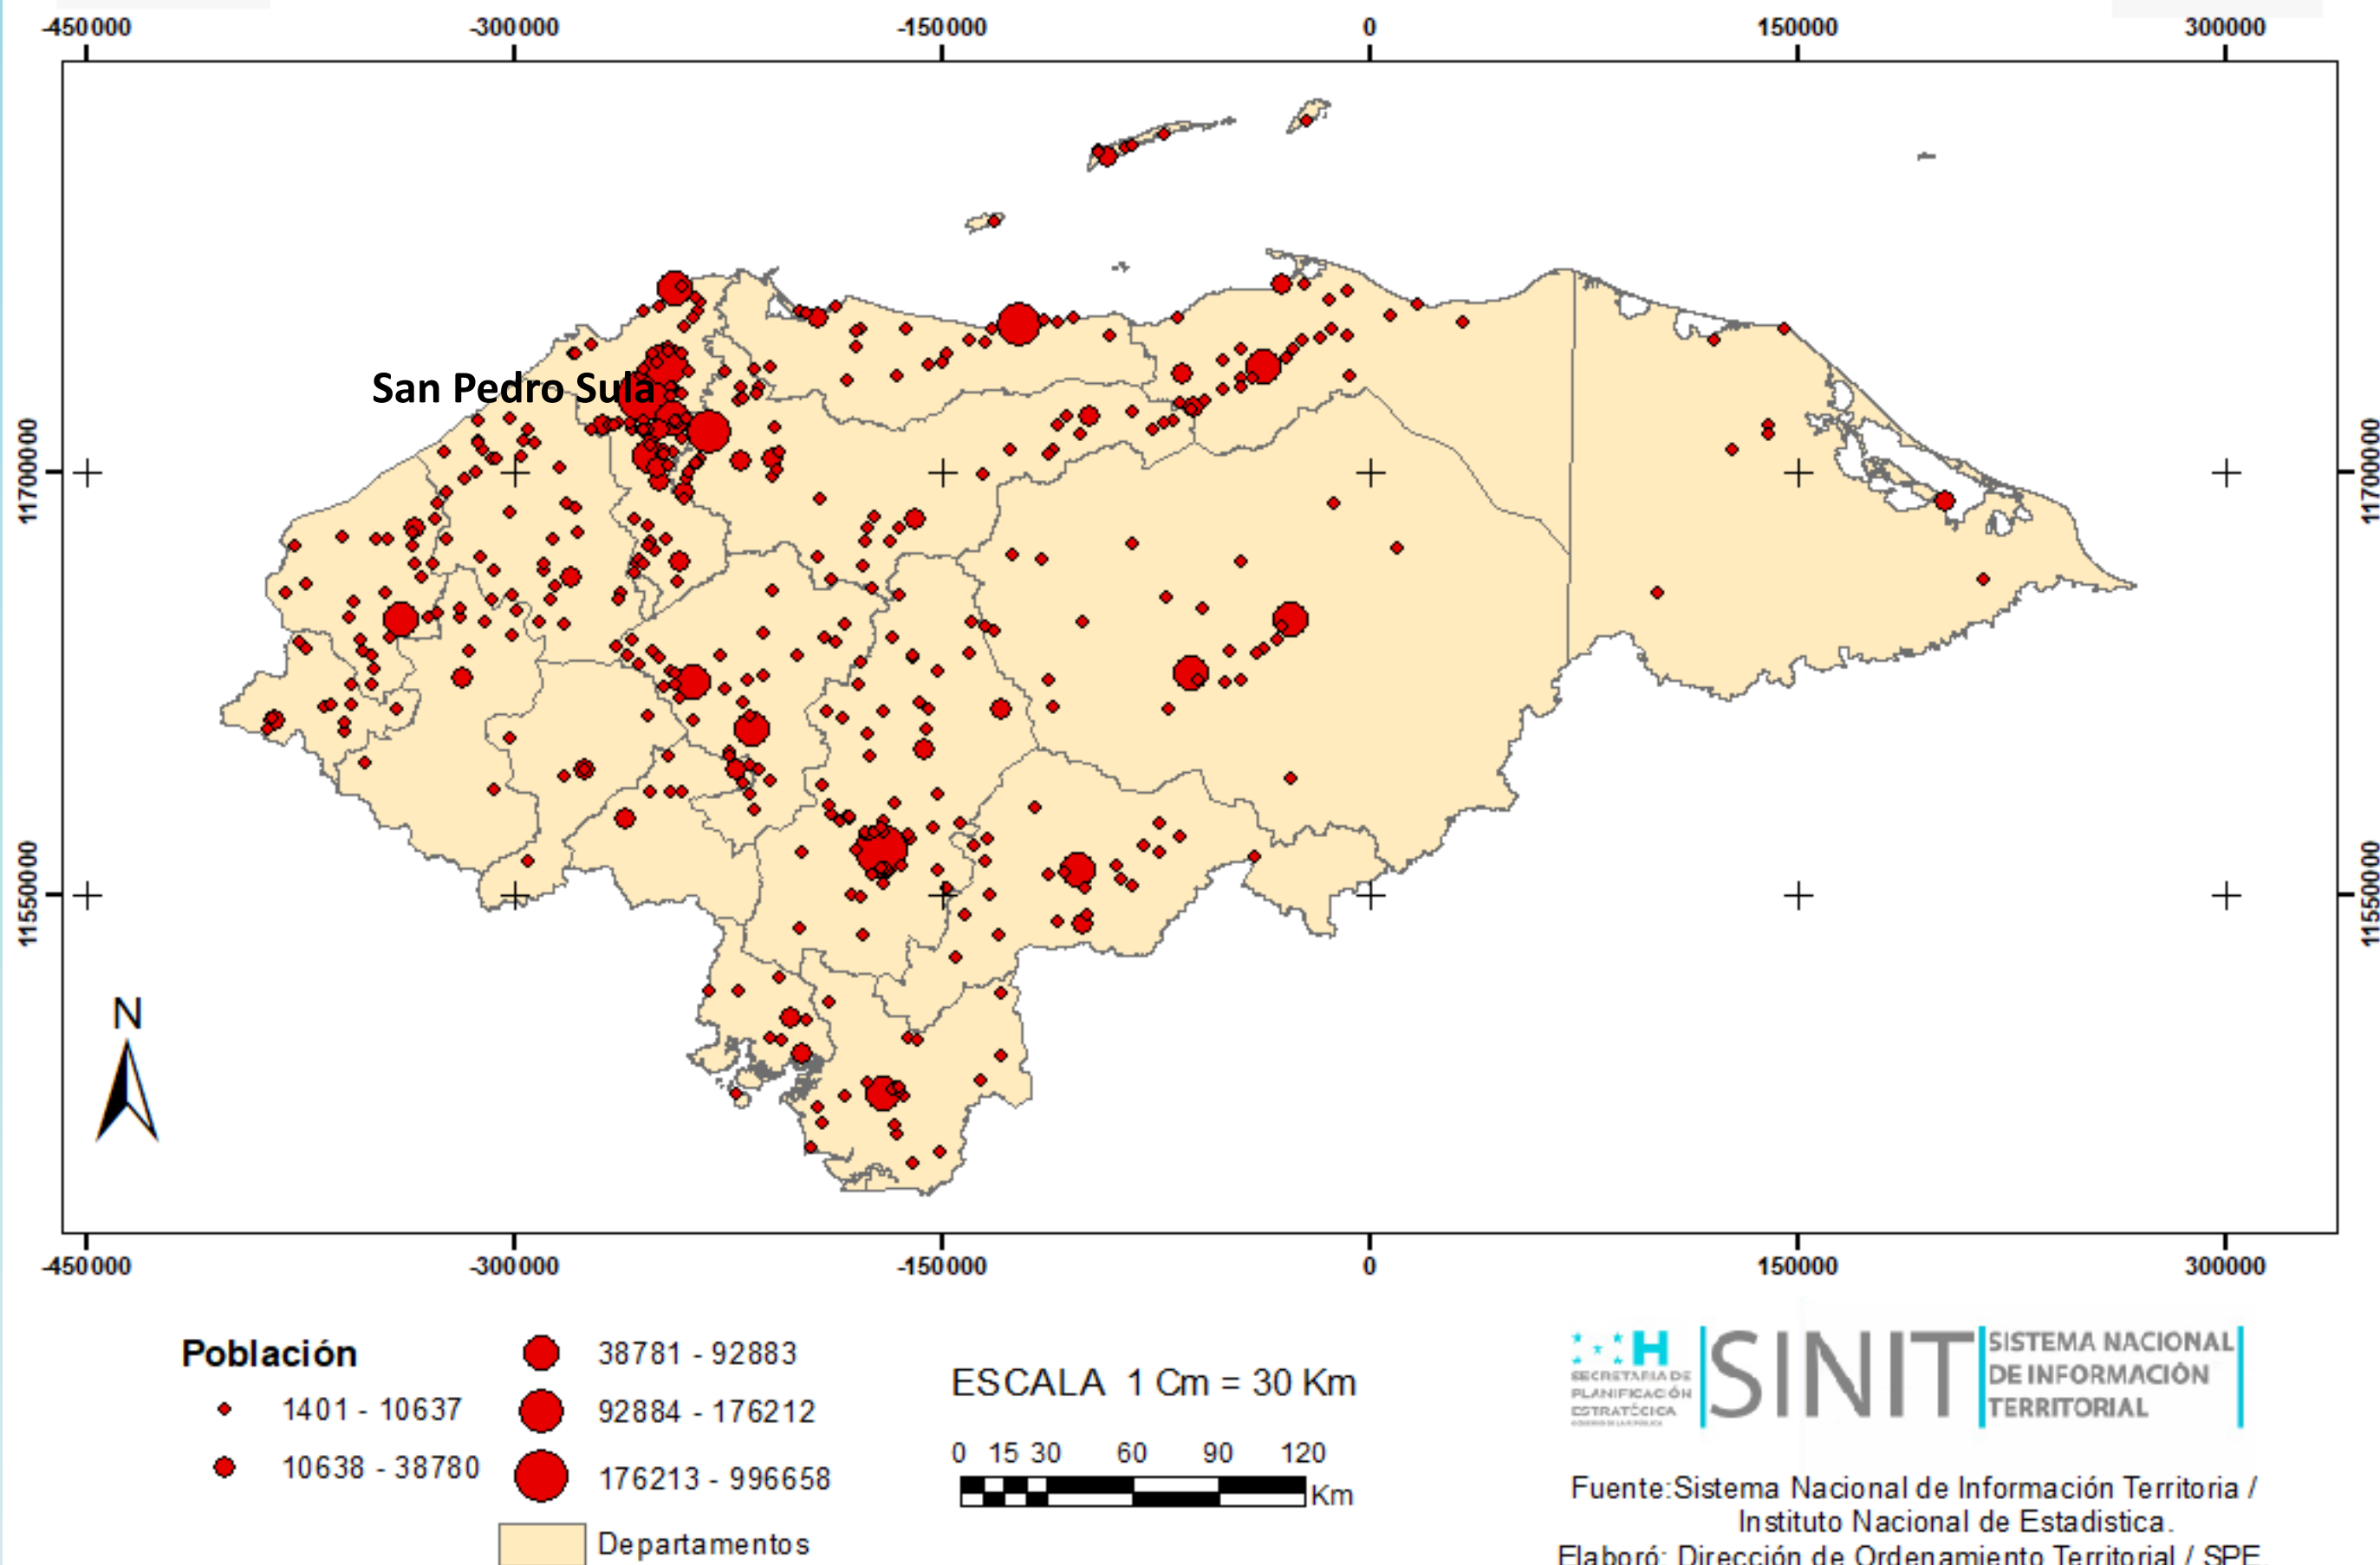 -450000 -300000 -150000 0 150000 300000
San Pedro Sula
1700000 1700000
1550000 1550000
N
-450000 -300000 -150000 0 150000 300000
Población
1401 - 10637
10638 - 38780
38781 - 92883
92884 - 176212
176213 - 996658
Departamentos
ESCALA 1 Cm = 30 Km
0 15 30 60 90 120
Km
H
SECRETARIA DE
PLANIFICACIÓN
ESTRATÉGICA
SINIT
SISTEMA NACIONAL
DE INFORMACIÓN
TERRITORIAL
Fuente:Sistema Nacional de Información Territoria /
Instituto Nacional de Estadistica.
Elaboró: Dirección de Ordenamiento Territorial / SPE.